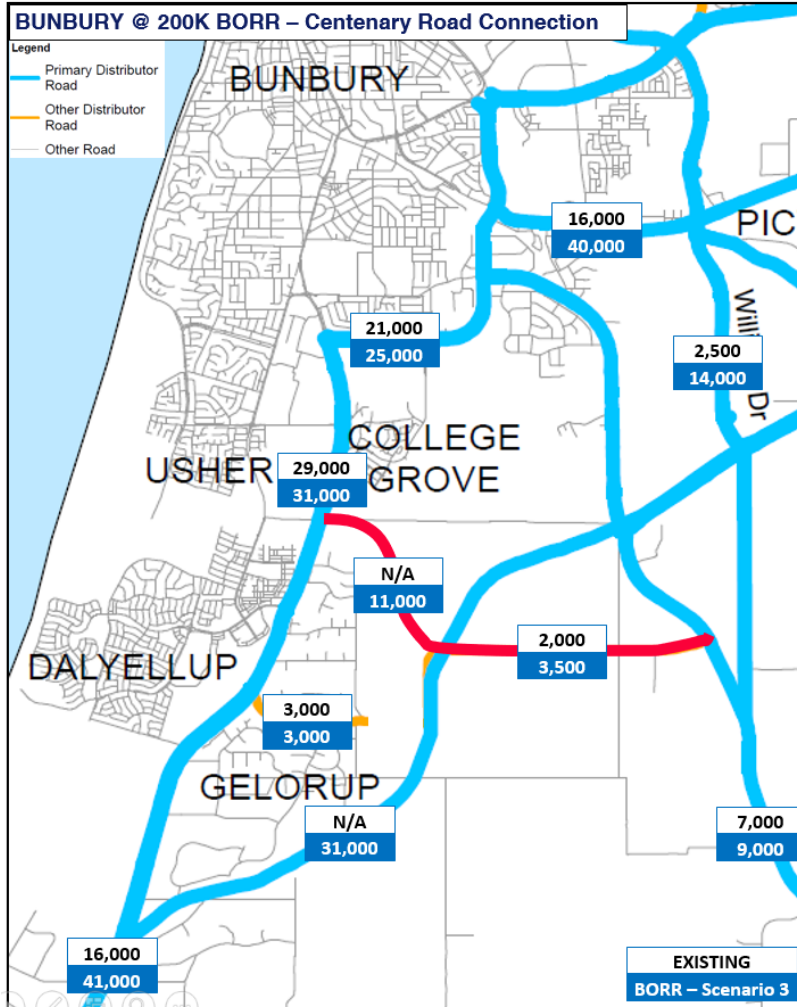 BUNBURY @ 200K BORR – Centenary Road Connection
Legend
Primary Distributor
Road
Other Distributor
Road
Other Road
BUNBURY
16,000
40,000
PIC
21,000
25,000
2,500
14,000
Dr
COLLEGE
GROVE
USHER
29,000
31,000
N/A
11,000
2,000
3,500
DALYELLUP
3,000
3,000
GELORUP
N/A
31,000
7,000
9,000
16,000
41,000
EXISTING
BORR – Scenario 3